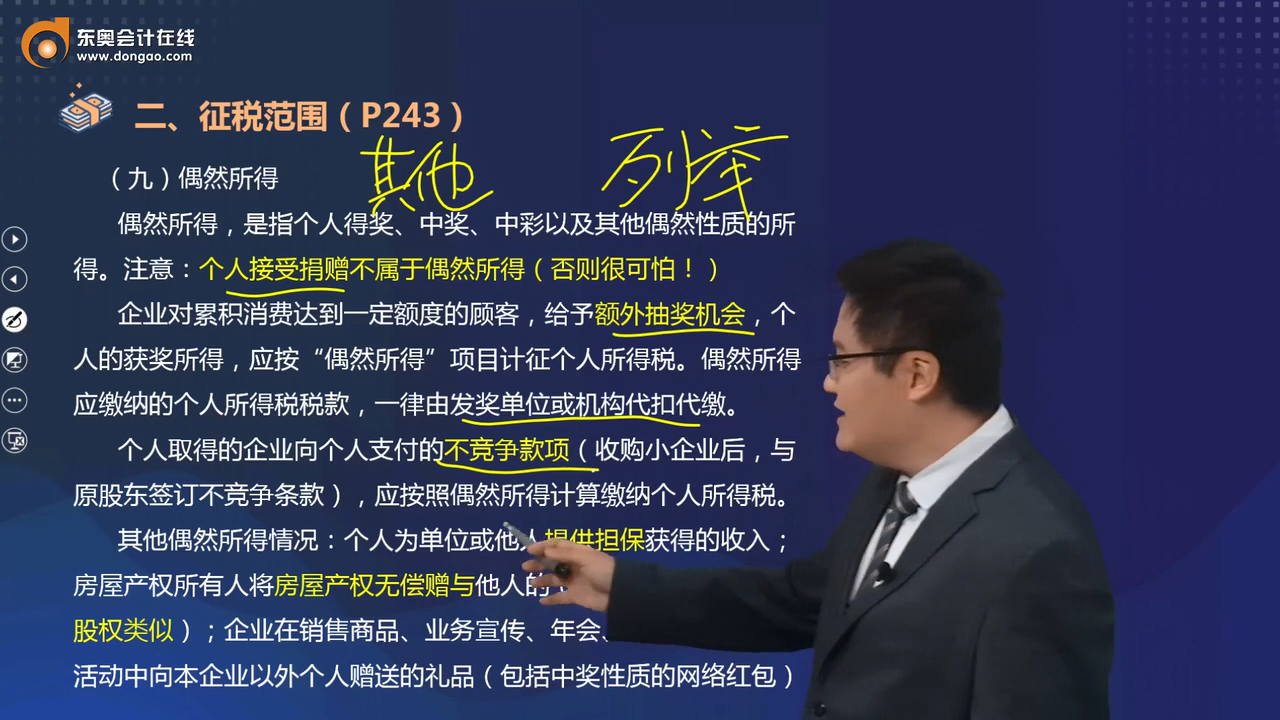 东奥会计在线
www.dongao.com
二、征税范围（P243）
其他 列举
（九）偶然所得
偶然所得，是指个人得奖、中奖、中彩以及其他偶然性质的所
得。注意：个人接受捐赠不属于偶然所得（否则很可怕！）
企业对累积消费达到一定额度的顾客，给予额外抽奖机会，个
人的获奖所得，应按“偶然所得”项目计征个人所得税。偶然所得
应缴纳的个人所得税税款，一律由发奖单位或机构代扣代缴。
个人取得的企业向个人支付的不竞争款项（收购小企业后，与
原股东签订不竞争条款），应按照偶然所得计算缴纳个人所得税。
其他偶然所得情况：个人为单位或他人提供担保获得的收入；
房屋产权所有人将房屋产权无偿赠与他人的（
股权类似）；企业在销售商品、业务宣传、年会、
活动中向本企业以外个人赠送的礼品（包括中奖性质的网络红包）